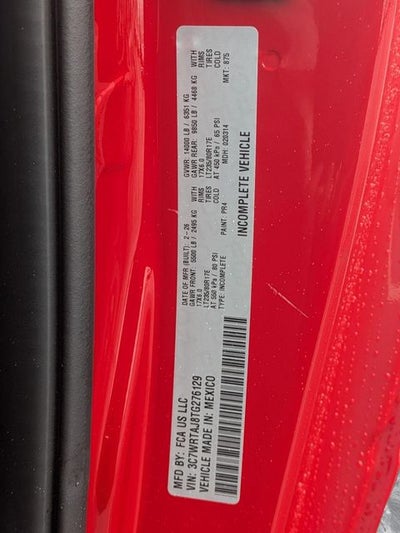 MFD BY: FCA US LLC
DATE OF MFR (BUILT): 2-26
GVWR: 14000 LB / 6351 KG
GAWR FRONT: 5500 LB / 2495 KG WITH
17X6.0 RIMS
LT235/80R17E TIRES
AT 550 kPa / 80 PSI COLD
GAWR REAR: 9850 LB / 4468 KG WITH
17X6.0 RIMS
LT235/80R17E TIRES
AT 450 kPa / 65 PSI COLD
VIN: 3C7WRTAJ8TG276129
TYPE: INCOMPLETE
PAINT: PR4
MDH: 020314
MKT: 875
VEHICLE MADE IN: MEXICO
INCOMPLETE VEHICLE